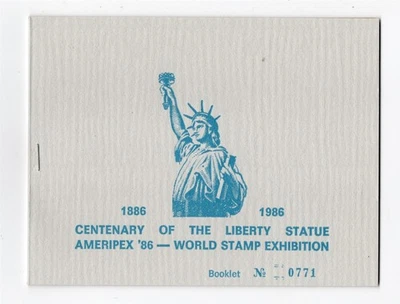 1886 1986
CENTENARY OF THE LIBERTY STATUE
AMERIPEX '86 — WORLD STAMP EXHIBITION
Booklet № 0771